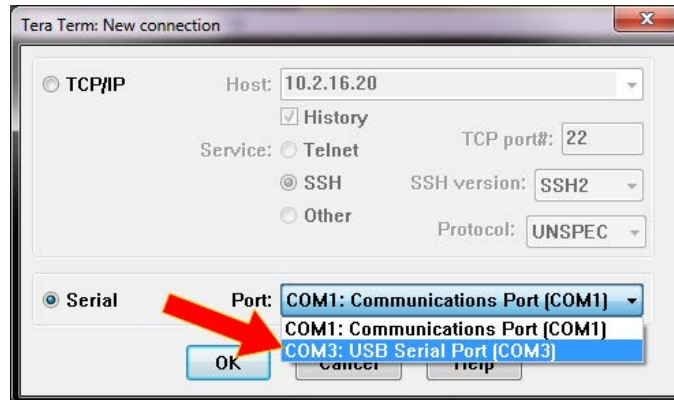 Tera Term: New connection
TCP/IP Host: 10.2.16.20
History
Service: Telnet TCP port#: 22
SSH SSH version: SSH2
Other Protocol: UNSPEC
Serial Port: COM1: Communications Port (COM1)
COM1: Communications Port (COM1)
COM3: USB Serial Port (COM3)
OK Cancel Help